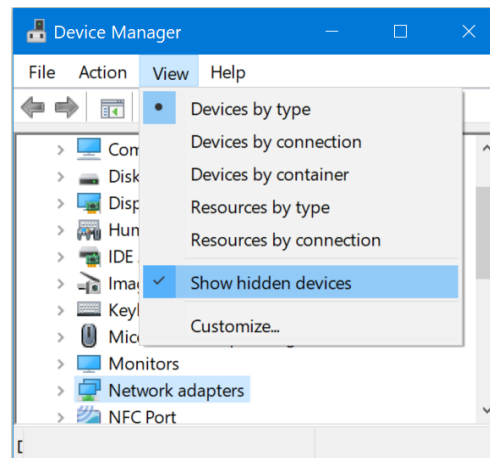 Device Manager
File Action View Help
Devices by type
Devices by connection
Devices by container
Resources by type
Resources by connection
Show hidden devices
Customize...
Monitors
Network adapters
NFC Port